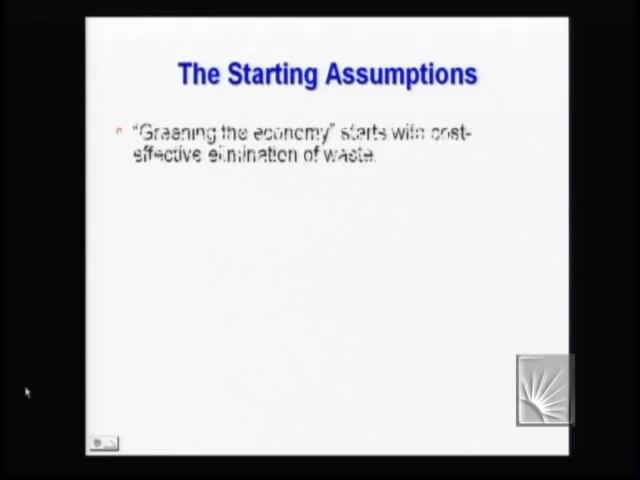 The Starting Assumptions
"Greening the economy" starts with cost-
effective elimination of waste.